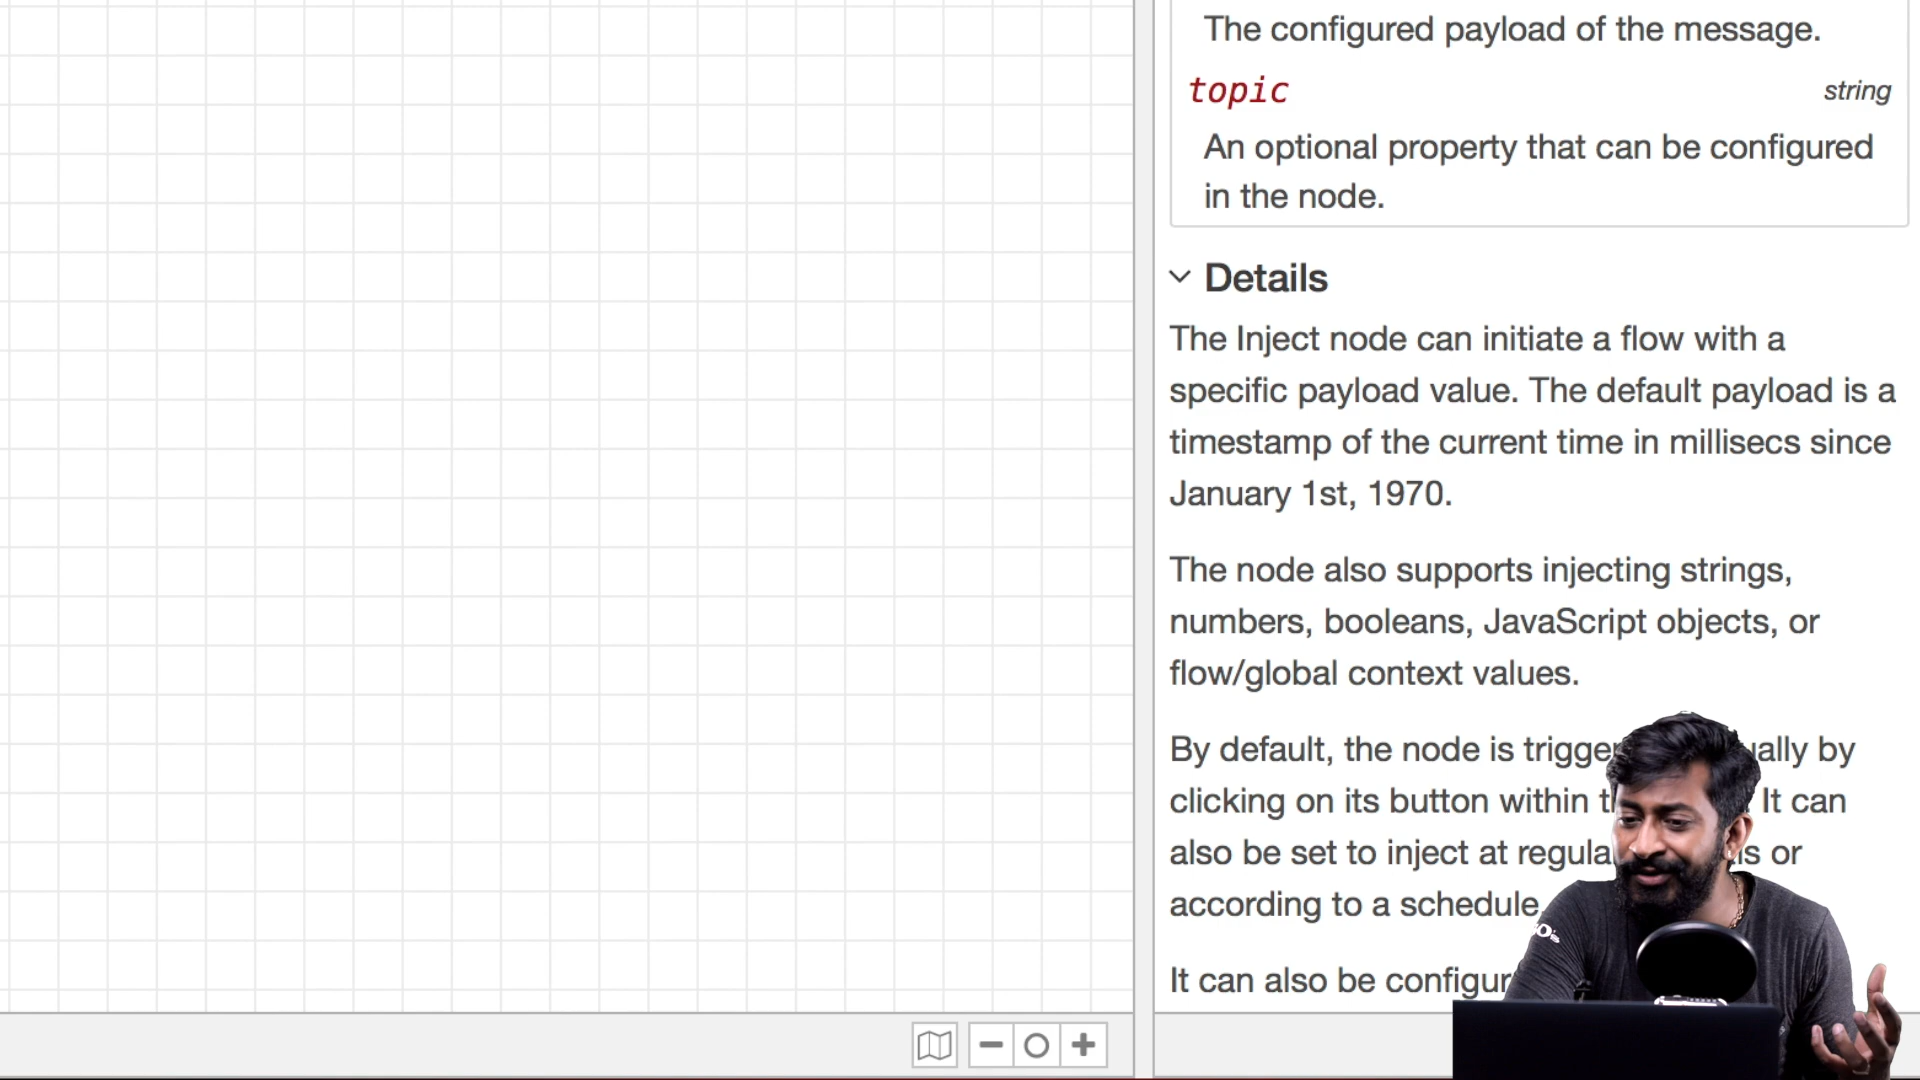 The configured payload of the message.
topic
string
An optional property that can be configured
in the node.
Details
The Inject node can initiate a flow with a
specific payload value. The default payload is a
timestamp of the current time in millisecs since
January 1st, 1970.
The node also supports injecting strings,
numbers, booleans, JavaScript objects, or
flow/global context values.
By default, the node is by
clicking on its button within It can
also be set to inject at or
according to a schedule
It can also be